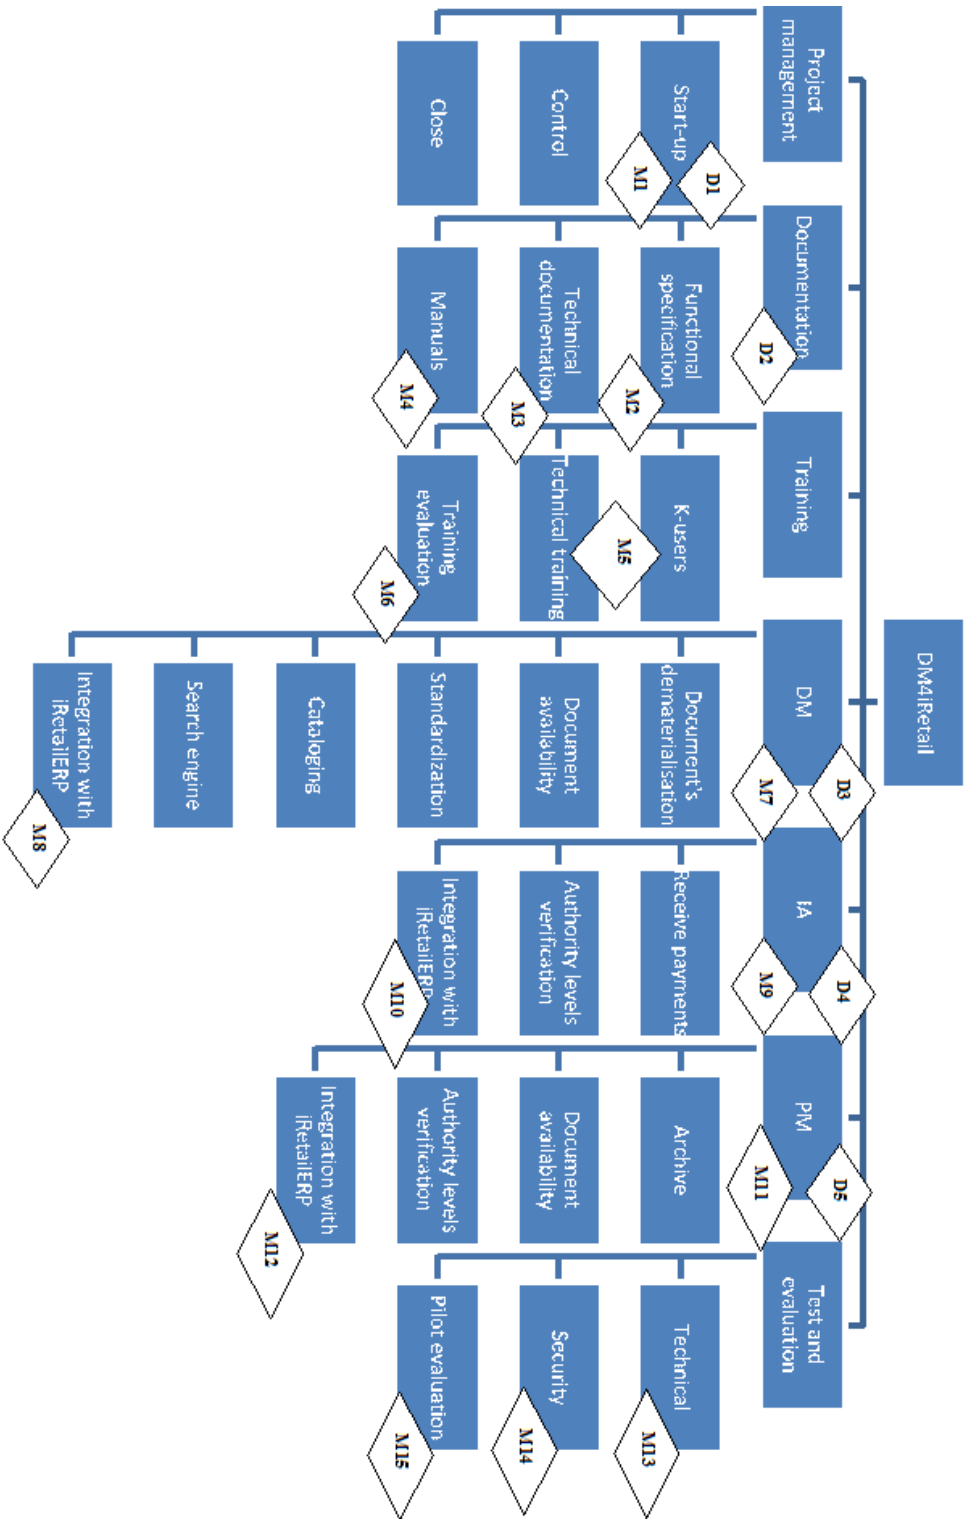 DM4iRetail
Project
management
Start-up
D1
M1
Control
Close
Documentation
D2
Functional
specification
M2
Technical
documentation
M3
Manuals
M4
Training
K-users
M5
Technical training
Training
evaluation
M6
DM
D3
M7
Document's
dematerialisation
Document
availability
Standardization
Cataloging
Search engine
Integration with
iRetailERP
M8
IA
D4
M9
Receive payments
Authority levels
verification
Integration with
iRetailERP
M10
PM
D5
M11
Archive
Document
availability
Authority levels
verification
Integration with
iRetailERP
M12
Test and
evaluation
Technical
M13
Security
M14
Pilot evaluation
M15